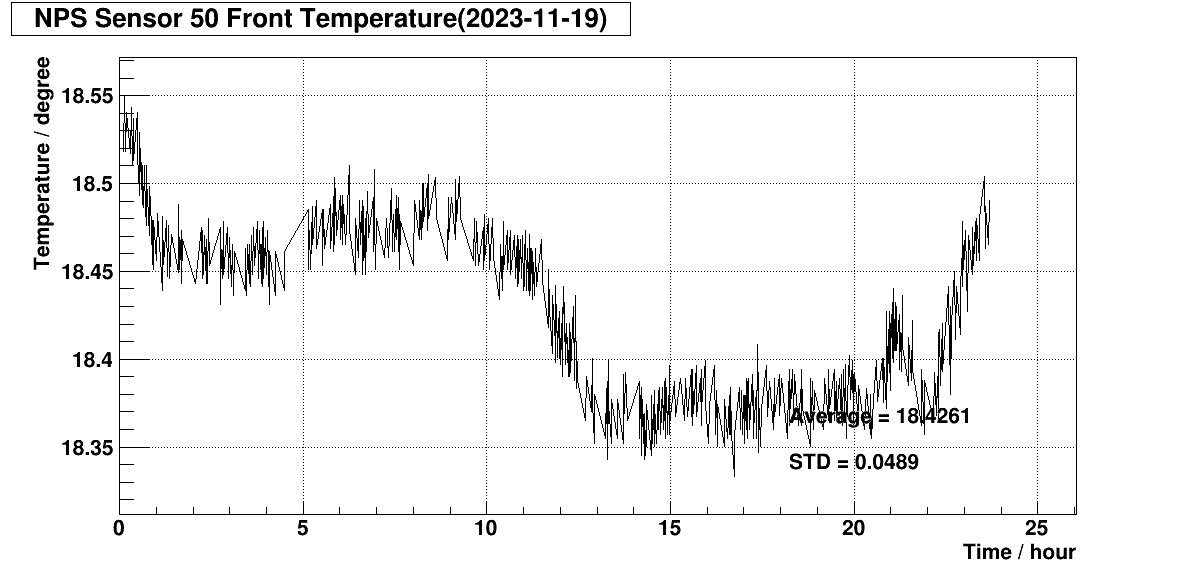 NPS Sensor 50 Front Temperature(2023-11-19)
Temperature / degree
18.55
18.5
18.45
18.4
18.35
Average = 18.4261
STD = 0.0489
0 5 10 15 20 25
Time / hour